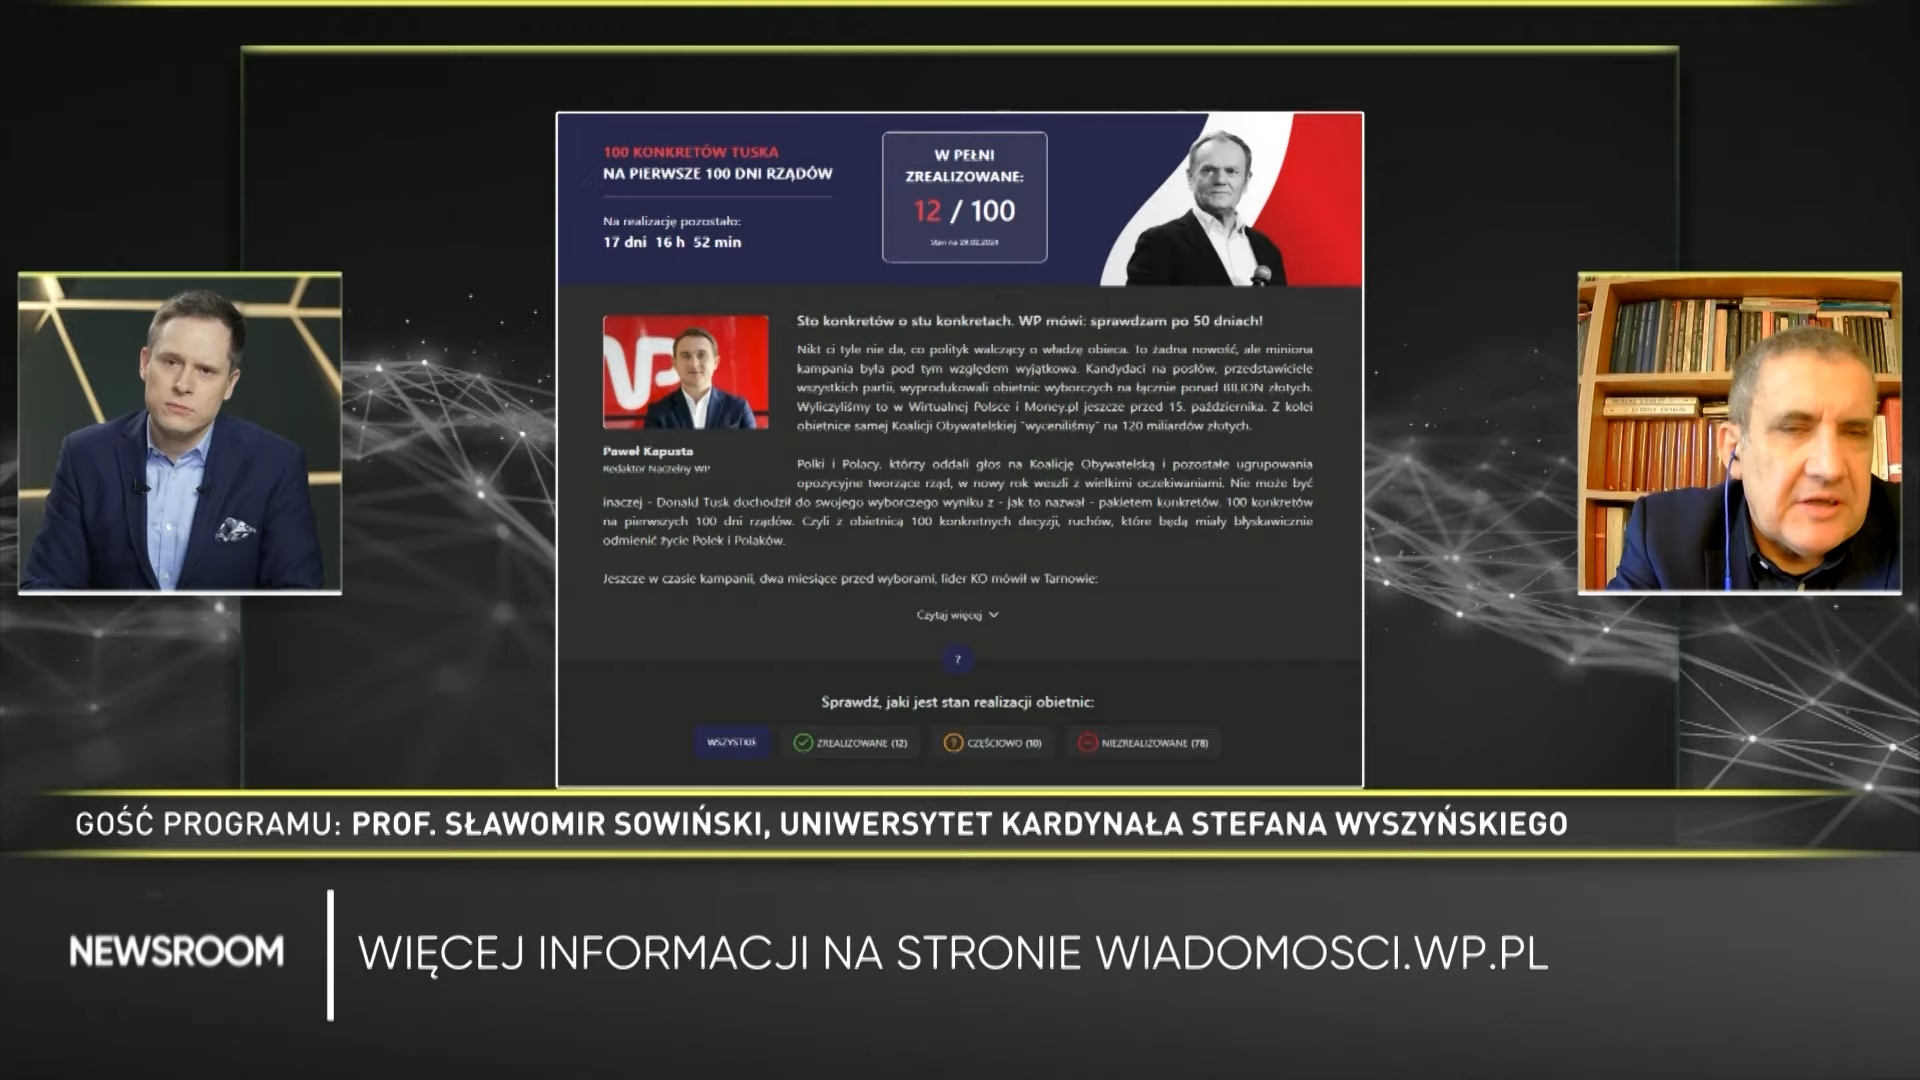 100 KONKRETÓW TUSKA
NA PIERWSZE 100 DNI RZĄDÓW
Na realizację pozostało:
17 dni 16 h 52 min
W PEŁNI
ZREALIZOWANE:
12 / 100
Stan na 29.02.2024
Paweł Kapusta
Redaktor Naczelny WP
Sto konkretów o stu konkretach. WP mówi: sprawdzam po 50 dniach!
Nikt ci tyle nie da, co polityk walczący o władzę obieca. To żadna nowość, ale miniona
kampania była pod tym względem wyjątkowa. Kandydaci na posłów, przedstawiciele
wszystkich partii, wyprodukowali obietnic wyborczych na łącznie ponad BILION złotych.
Wyliczyliśmy to w Wirtualnej Polsce i Money.pl jeszcze przed 15. października. Z kolei
obietnice samej Koalicji Obywatelskiej "wyceniliśmy" na 120 miliardów złotych.
Polki i Polacy, którzy oddali głos na Koalicję Obywatelską i pozostałe ugrupowania
opozycyjne tworzące rząd, w nowy rok weszli z wielkimi oczekiwaniami. Nie może być
inaczej - Donald Tusk dochodził do swojego wyborczego wyniku z - jak to nazwał - pakietem konkretów. 100 konkretów
na pierwszych 100 dni rządów. Czyli z obietnicą 100 konkretnych decyzji, ruchów, które będą miały błyskawicznie
odmienić życie Polek i Polaków.
Jeszcze w czasie kampanii, dwa miesiące przed wyborami, lider KO mówił w Tarnowie:
Czytaj więcej
?
Sprawdź, jaki jest stan realizacji obietnic:
WSZYSTKIE
ZREALIZOWANE (12)
? CZĘŚCIOWO (10)
NIEZREALIZOWANE (78)
GOŚĆ PROGRAMU: PROF. SŁAWOMIR SOWIŃSKI, UNIWERSYTET KARDYNAŁA STEFANA WYSZYŃSKIEGO
NEWSROOM
WIĘCEJ INFORMACJI NA STRONIE WIADOMOSCI.WP.PL